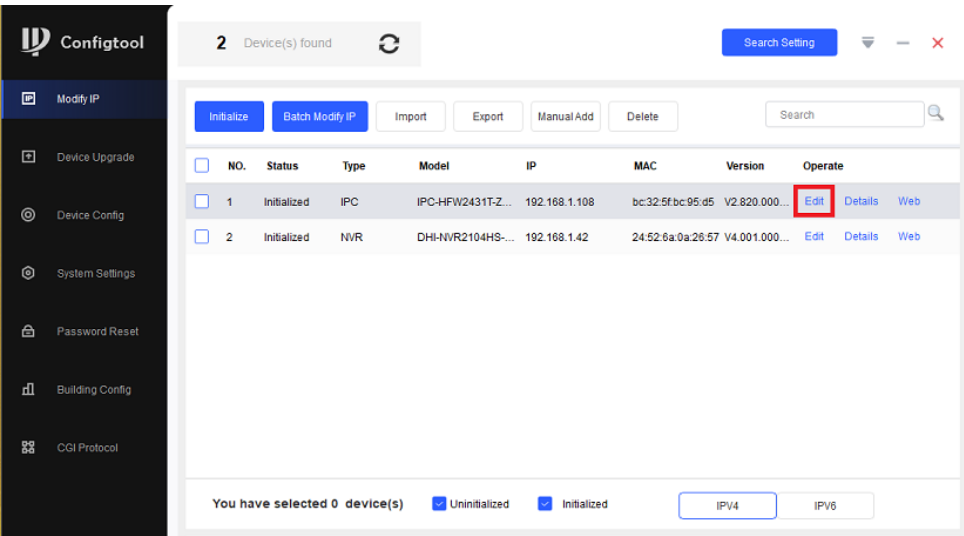 Configtool
2 Device(s) found
Search Setting
Modify IP
Device Upgrade
Device Config
System Settings
Password Reset
Building Config
CGI Protocol
Initialize Batch Modify IP Import Export Manual Add Delete Search
NO. Status Type Model IP MAC Version Operate
1 Initialized IPC IPC-HFW2431T-Z... 192.168.1.108 bc:32:5f:bc:95:d5 V2.820.000... Edit Details Web
2 Initialized NVR DHI-NVR2104HS-... 192.168.1.42 24:52:6a:0a:26:57 V4.001.000... Edit Details Web
You have selected 0 device(s) Uninitialized Initialized IPV4 IPV6